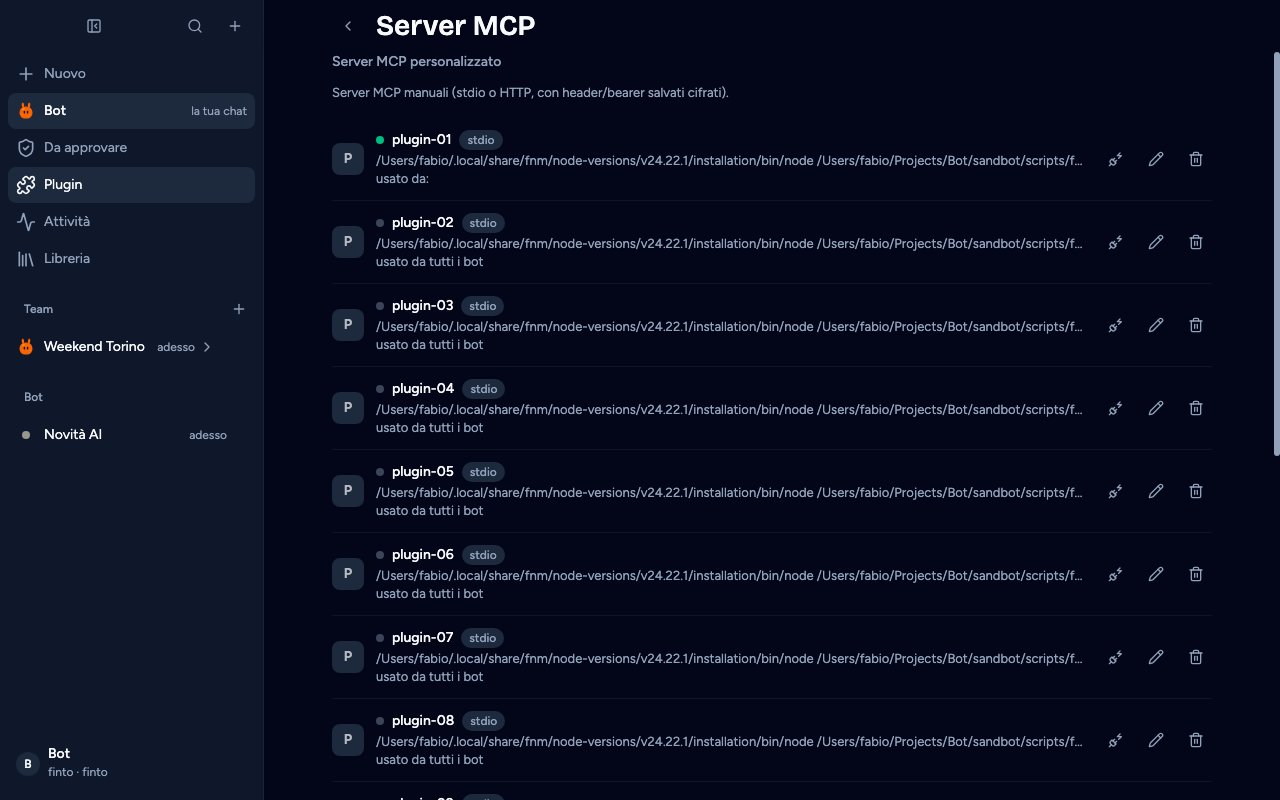 Nuovo
Bot
la tua chat
Da approvare
Plugin
Attività
Libreria
Team
Weekend Torino
adesso
Bot
Novità AI
adesso
B
Bot
finto · finto
Server MCP
Server MCP personalizzato
Server MCP manuali (stdio o HTTP, con header/bearer salvati cifrati).
P
plugin-01 stdio
/Users/fabio/.local/share/fnm/node-versions/v24.22.1/installation/bin/node /Users/fabio/Projects/Bot/sandbot/scripts/f...
usato da:
P
plugin-02 stdio
/Users/fabio/.local/share/fnm/node-versions/v24.22.1/installation/bin/node /Users/fabio/Projects/Bot/sandbot/scripts/f...
usato da tutti i bot
P
plugin-03 stdio
/Users/fabio/.local/share/fnm/node-versions/v24.22.1/installation/bin/node /Users/fabio/Projects/Bot/sandbot/scripts/f...
usato da tutti i bot
P
plugin-04 stdio
/Users/fabio/.local/share/fnm/node-versions/v24.22.1/installation/bin/node /Users/fabio/Projects/Bot/sandbot/scripts/f...
usato da tutti i bot
P
plugin-05 stdio
/Users/fabio/.local/share/fnm/node-versions/v24.22.1/installation/bin/node /Users/fabio/Projects/Bot/sandbot/scripts/f...
usato da tutti i bot
P
plugin-06 stdio
/Users/fabio/.local/share/fnm/node-versions/v24.22.1/installation/bin/node /Users/fabio/Projects/Bot/sandbot/scripts/f...
usato da tutti i bot
P
plugin-07 stdio
/Users/fabio/.local/share/fnm/node-versions/v24.22.1/installation/bin/node /Users/fabio/Projects/Bot/sandbot/scripts/f...
usato da tutti i bot
P
plugin-08 stdio
/Users/fabio/.local/share/fnm/node-versions/v24.22.1/installation/bin/node /Users/fabio/Projects/Bot/sandbot/scripts/f...
usato da tutti i bot